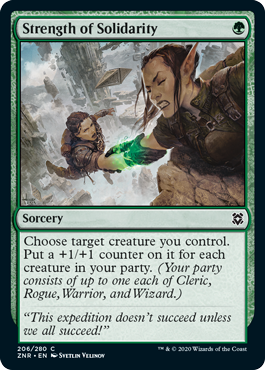 Strength of Solidarity
Sorcery
Choose target creature you control.
Put a +1/+1 counter on it for each
creature in your party. (Your party
consists of up to one each of Cleric,
Rogue, Warrior, and Wizard.)
"This expedition doesn't succeed unless
we all succeed!"
206/280 C
ZNR • EN Svetlin Velinov
™ & © 2020 Wizards of the Coast